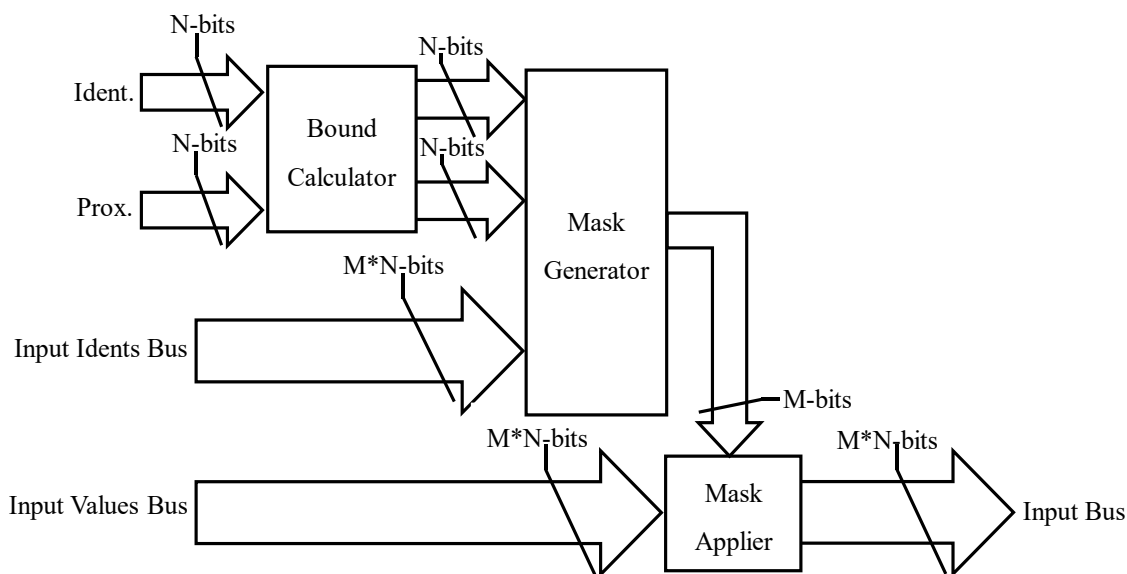 N-bits
N-bits
Ident.
Bound
Calculator
N-bits
N-bits
Prox.
Mask
Generator
M*N-bits
Input Idents Bus
M-bits
M*N-bits
M*N-bits
Input Values Bus
Mask
Applier
Input Bus